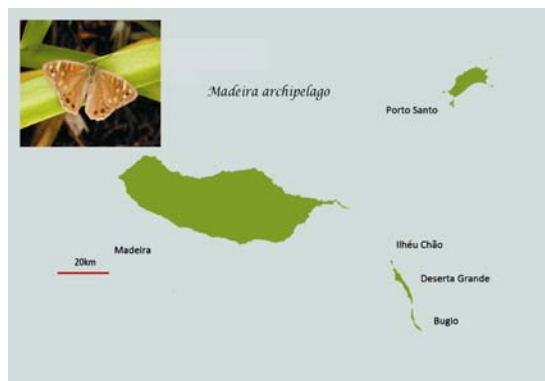 Madeira archipelago
Porto Santo
Madeira
20km
Ilhéu Chão
Deserta Grande
Bugio